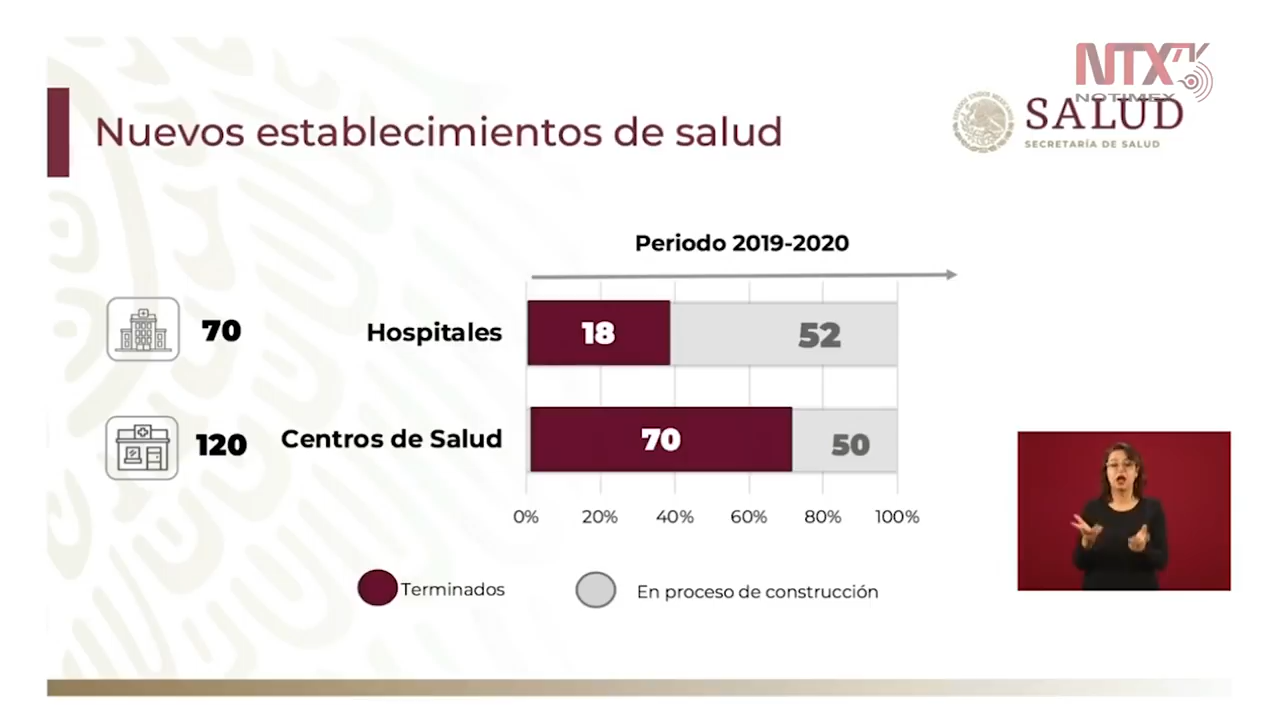 NTX
NOTIMEX
SALUD
SECRETARÍA DE SALUD
Nuevos establecimientos de salud
Periodo 2019-2020
70 Hospitales 18 52
120 Centros de Salud 70 50
0% 20% 40% 60% 80% 100%
Terminados En proceso de construcción